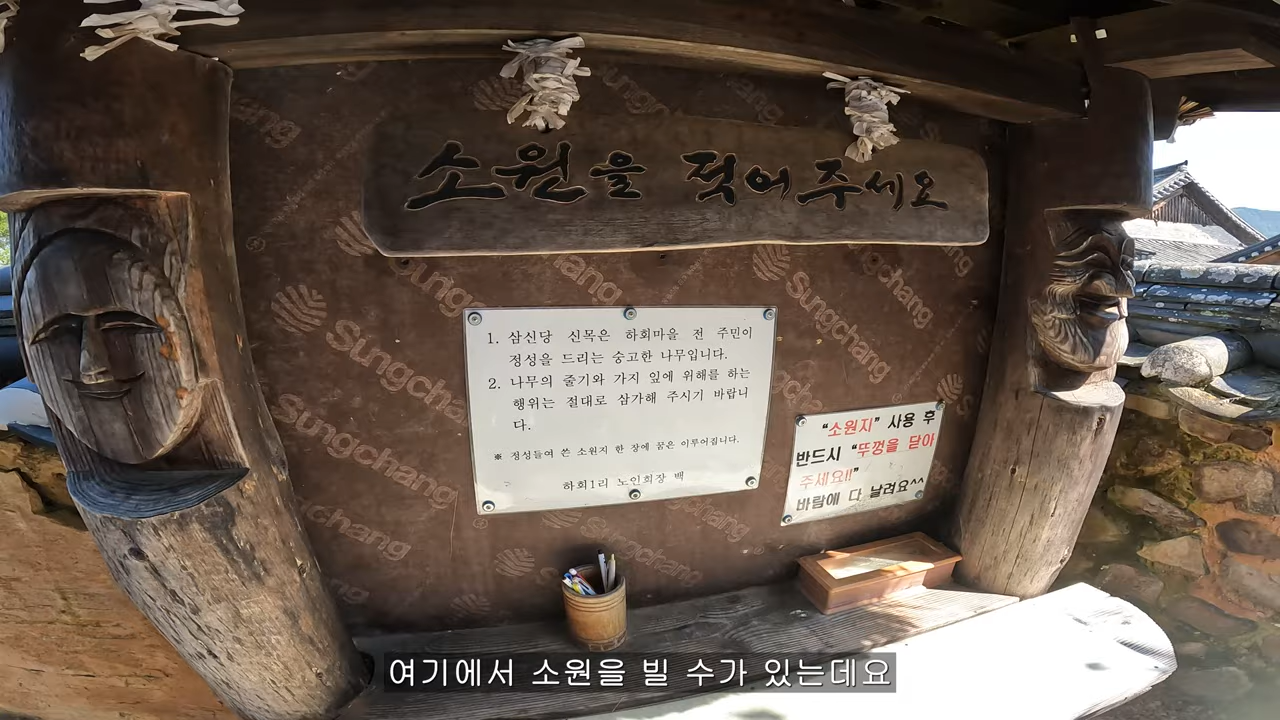 소원을 적어주세요
1. 삼신당 신목은 하회마을 전 주민이
정성을 드리는 숭고한 나무입니다.
2. 나무의 줄기와 가지 잎에 위해를 하는
행위는 절대로 삼가해 주시기 바랍니
다.
※ 정성들여 쓴 소원지 한 장에 꿈은 이루어집니다.
하회1리 노인회장 백
"소원지" 사용 후
반드시 "뚜껑을 닫아
주세요!!"
바람에 다 날려요^^
Sungchang
Sungchang
Sungchang
Sungchang
Sungchang
여기에서 소원을 빌 수가 있는데요